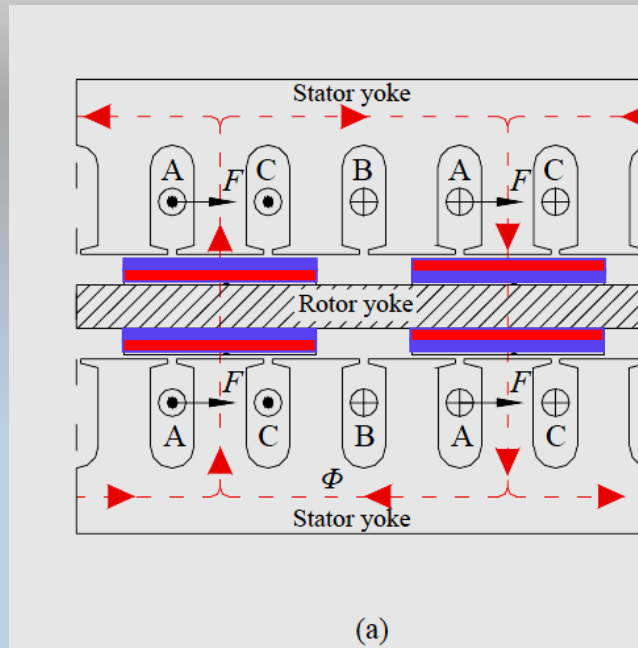 Stator yoke
A F C B A F C
Rotor yoke
F F
A C B A C
Φ
Stator yoke
(a)